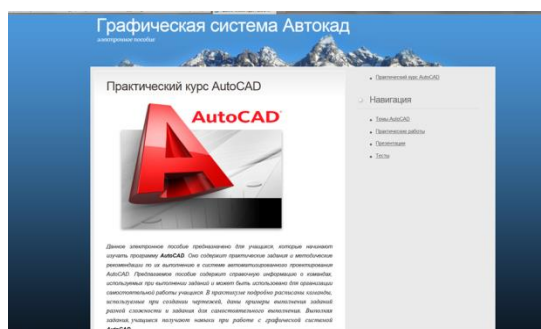 Графическая система Автокад
электронное пособие
Практический курс AutoCAD
AutoCAD
Данное электронное пособие предназначено для учащихся, которые начинают
изучать программу AutoCAD. Оно содержит практические задания и методические
рекомендации по их выполнению в системе автоматизированного проектирования
AutoCAD. Предлагаемое пособие содержит справочную информацию о командах,
используемых при выполнении заданий и может быть использовано для организации
самостоятельной работы учащихся. В практикуме подробно расписаны команды,
используемые при создании чертежей, даны примеры выполнения заданий
разной сложности и задания для самостоятельного выполнения. Выполняя
задания, учащиеся получают навыки при работе с графической системой
AutoCAD.
Практический курс AutoCAD
Навигация
Темы AutoCAD
Практические работы
Презентации
Тесты